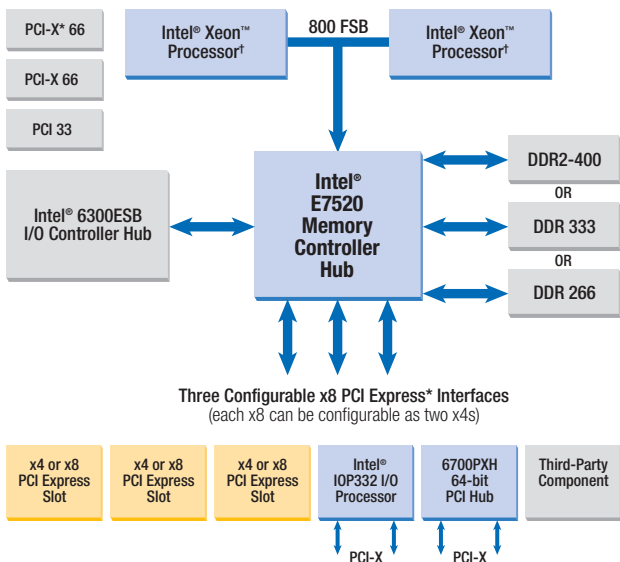 PCI-X* 66
Intel® Xeon™
Processor†
800 FSB
Intel® Xeon™
Processor†
PCI-X 66
PCI 33
Intel® 6300ESB
I/O Controller Hub
Intel®
E7520
Memory
Controller
Hub
DDR2-400
OR
DDR 333
OR
DDR 266
Three Configurable x8 PCI Express* Interfaces
(each x8 can be configurable as two x4s)
x4 or x8
PCI Express
Slot
x4 or x8
PCI Express
Slot
x4 or x8
PCI Express
Slot
Intel®
IOP332 I/O
Processor
6700PXH
64-bit
PCI Hub
Third-Party
Component
PCI-X
PCI-X